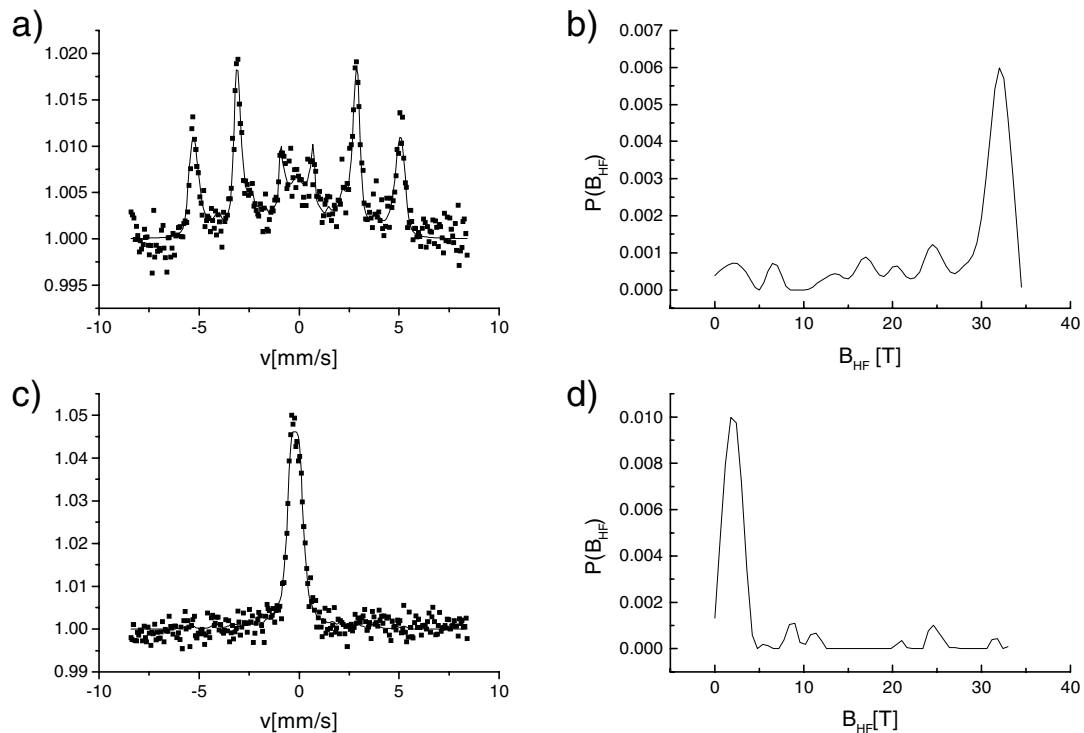 a)
1.020
1.015
1.010
1.005
1.000
0.995
-10 -5 0 5 10
v[mm/s]
b)
0.007
0.006
0.005
0.004
0.003
0.002
0.001
0.000
P(B_HF)
0 10 20 30 40
B_HF [T]
c)
1.05
1.04
1.03
1.02
1.01
1.00
0.99
-10 -5 0 5 10
v[mm/s]
d)
0.010
0.008
0.006
0.004
0.002
0.000
P(B_HF)
0 10 20 30 40
B_HF[T]